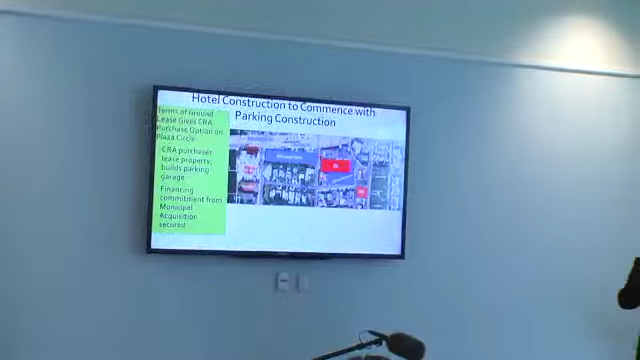 Hotel Construction to Commence with
Parking Construction
Terms of Ground
Lease Gives CRA
Purchase Option on
Plaza Circle
CRA purchaser
lease property,
builds parking
garage
Financing
commitment from
Municipal
Acquisition
secured